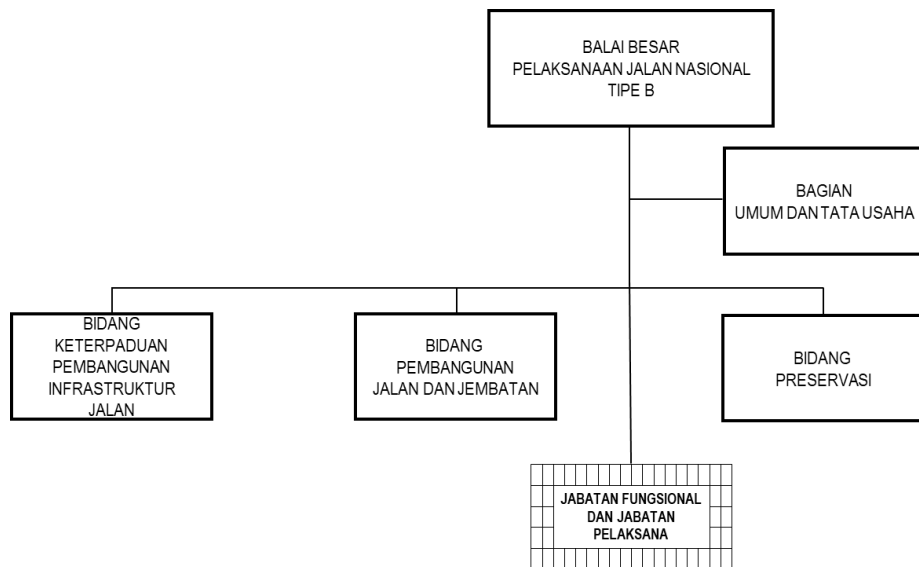 BALAI BESAR
PELAKSANAAN JALAN NASIONAL
TIPE B
BAGIAN
UMUM DAN TATA USAHA
BIDANG
KETERPADUAN
PEMBANGUNAN
INFRASTRUKTUR
JALAN
BIDANG
PEMBANGUNAN
JALAN DAN JEMBATAN
BIDANG
PRESERVASI
JABATAN FUNGSIONAL
DAN JABATAN
PELAKSANA